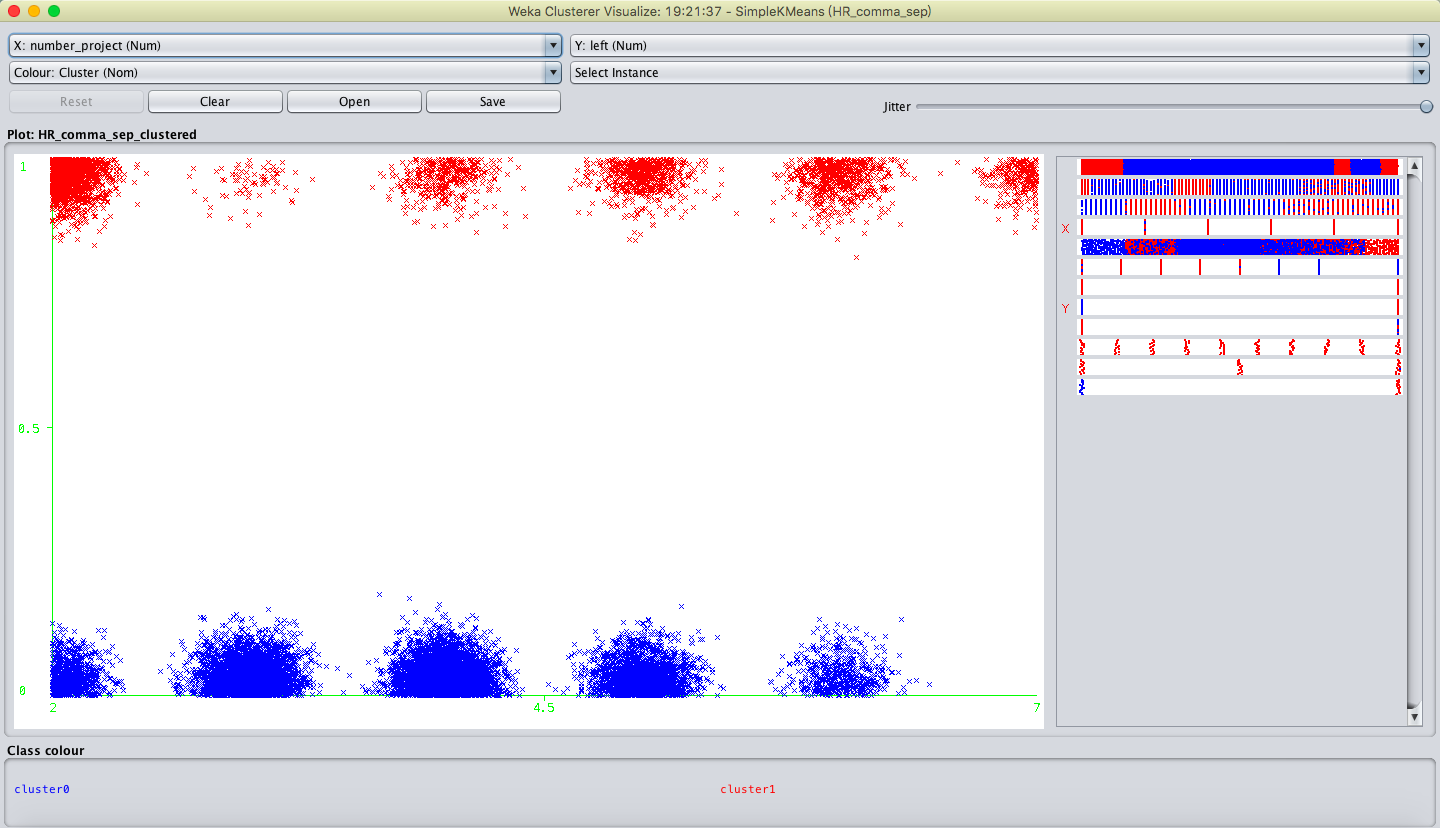 Weka Clusterer Visualize: 19:21:37 - SimpleKMeans (HR_comma_sep)
X: number_project (Num)
Y: left (Num)
Colour: Cluster (Nom)
Select Instance
Reset
Clear
Open
Save
Jitter
Plot: HR_comma_sep_clustered
1
0.5
0
2
4.5
7
X
Y
Class colour
cluster0
cluster1